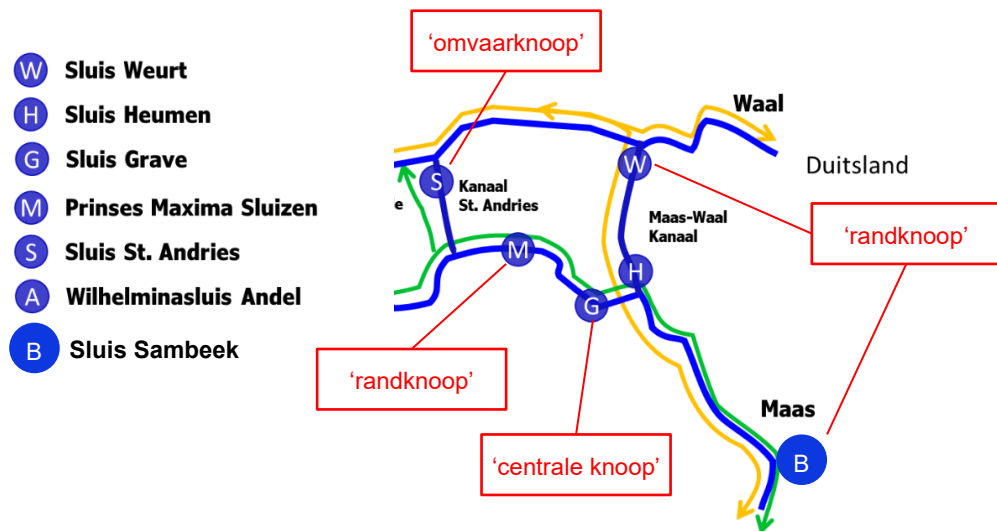 W Sluis Weurt
H Sluis Heumen
G Sluis Grave
M Prinses Maxima Sluizen
S Sluis St. Andries
A Wilhelminasluis Andel
B Sluis Sambeek
‘omvaarknoop’
Waal
Duitsland
W
S
Kanaal
St. Andries
e
Maas-Waal
Kanaal
‘randknoop’
M
H
G
‘randknoop’
Maas
‘centrale knoop’
B